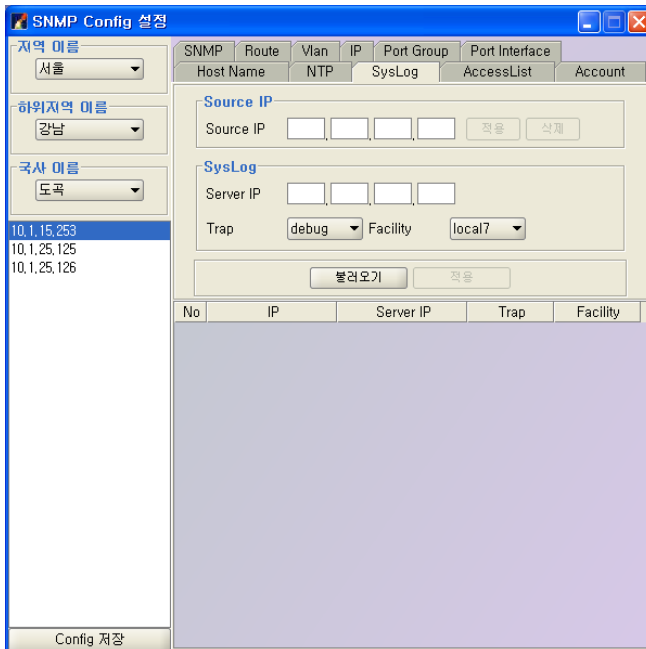 SNMP Config 설정
지역 이름
서울
하위지역 이름
강남
국사 이름
도곡
10,1,15,253
10,1,25,125
10,1,25,126
Config 저장
SNMP Route Vlan IP Port Group Port Interface
Host Name NTP SysLog AccessList Account
Source IP
Source IP , , , 적용 삭제
SysLog
Server IP , , ,
Trap debug Facility local7
불러오기 적용
No IP Server IP Trap Facility